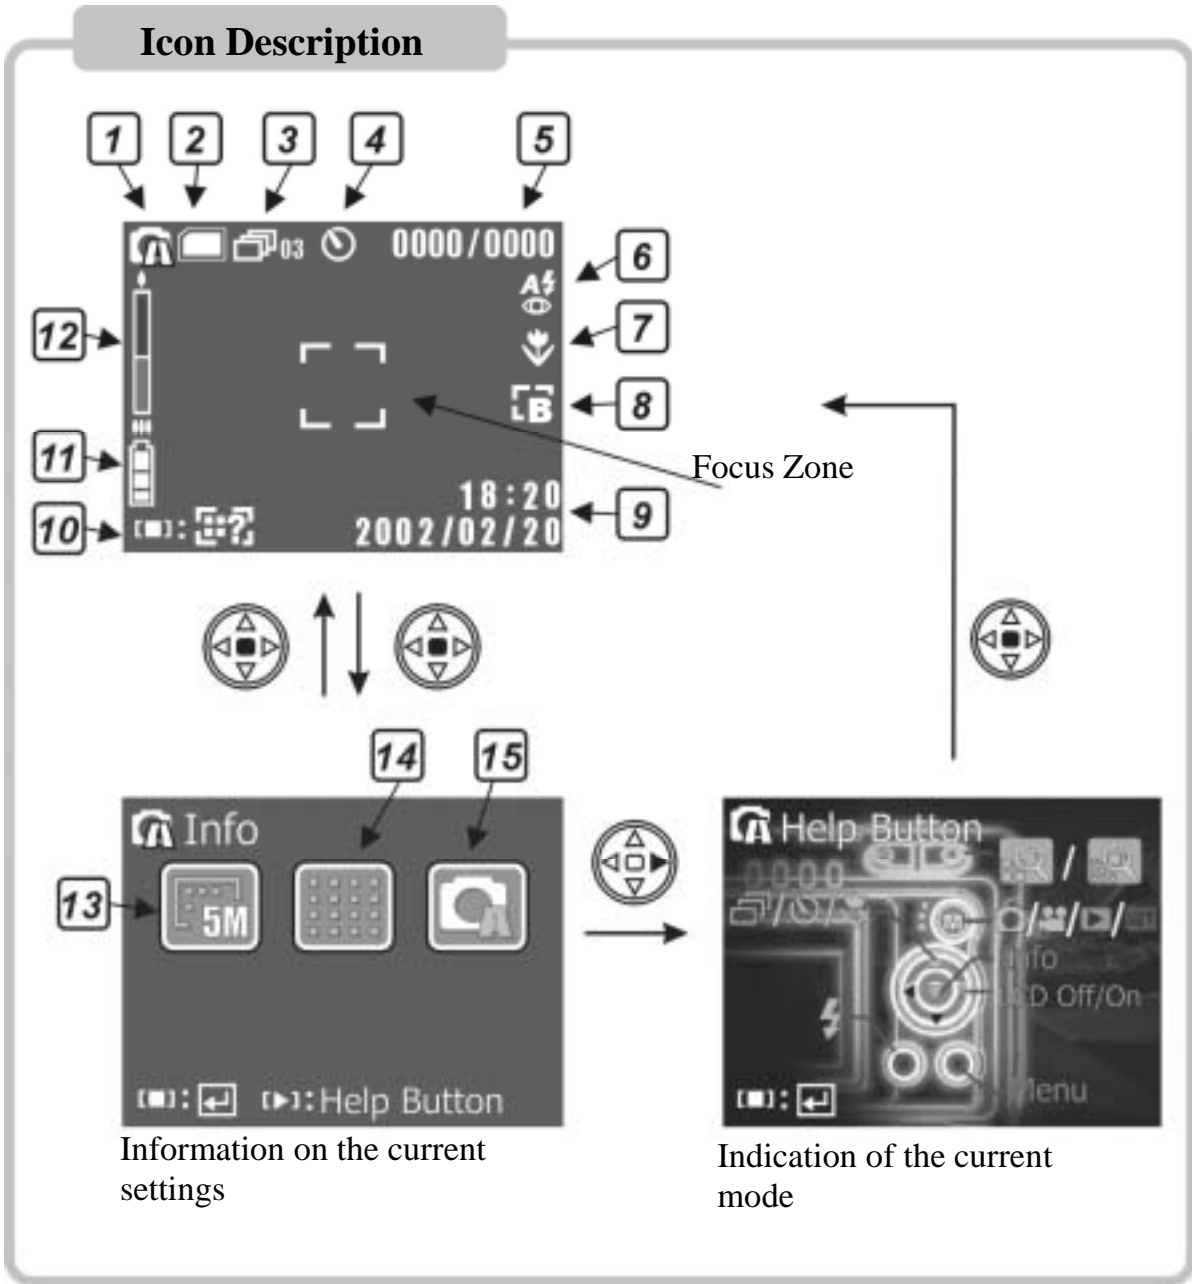 Icon Description
1 2 3 4 5
03 0000/0000
6
A
12
7
B 8
11
Focus Zone
18:20
9
10 [■]: ? 2002/02/20
14 15
Info
Help Button
0000 /
13 5M
M
Info
LCD Off/On
[■]: [▶]:Help Button
[■]: Menu
Information on the current
settings
Indication of the current
mode